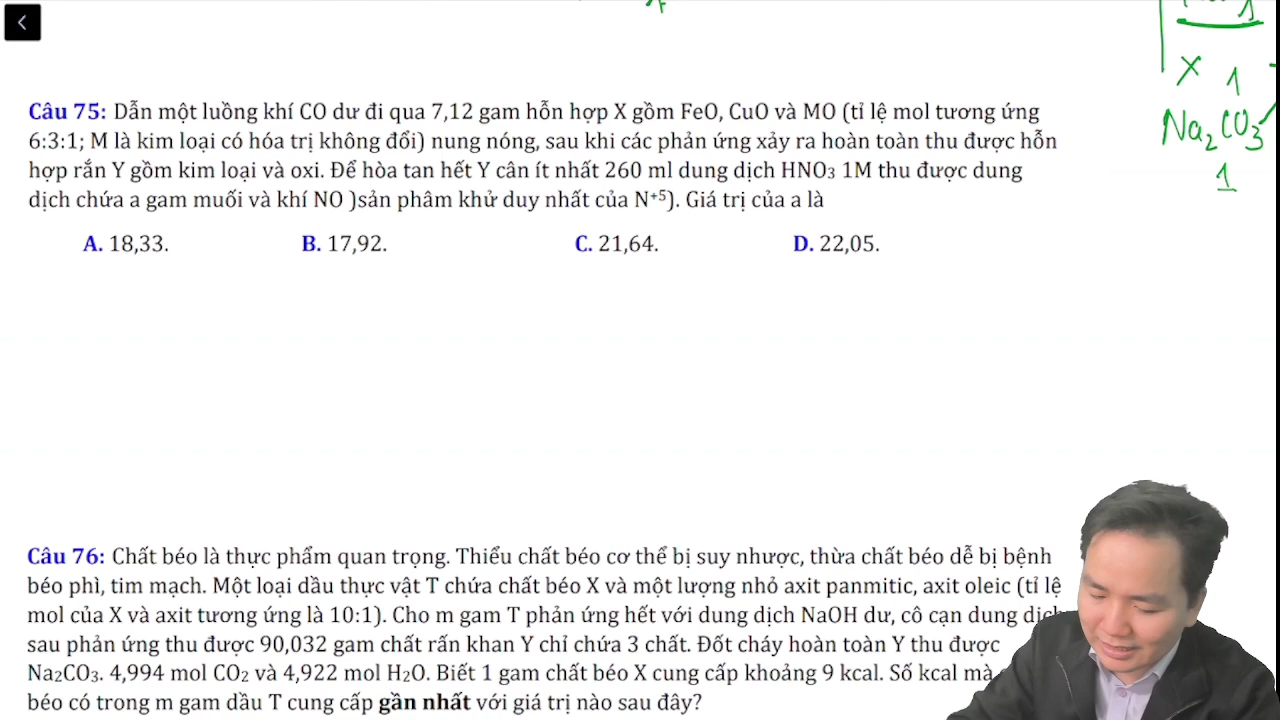 Câu 75: Dẫn một luồng khí CO dư đi qua 7,12 gam hỗn hợp X gồm FeO, CuO và MO (tỉ lệ mol tương ứng
6:3:1; M là kim loại có hóa trị không đổi) nung nóng, sau khi các phản ứng xảy ra hoàn toàn thu được hỗn
hợp rắn Y gồm kim loại và oxi. Để hòa tan hết Y cân ít nhất 260 ml dung dịch HNO₃ 1M thu được dung
dịch chứa a gam muối và khí NO )sản phâm khử duy nhất của N⁺⁵). Giá trị của a là
A. 18,33. B. 17,92. C. 21,64. D. 22,05.
X 1
Na₂CO₃
1
Câu 76: Chất béo là thực phẩm quan trọng. Thiểu chất béo cơ thể bị suy nhược, thừa chất béo dễ bị bệnh
béo phì, tim mạch. Một loại dầu thực vật T chứa chất béo X và một lượng nhỏ axit panmitic, axit oleic (tỉ lệ
mol của X và axit tương ứng là 10:1). Cho m gam T phản ứng hết với dung dịch NaOH dư, cô cạn dung dịch
sau phản ứng thu được 90,032 gam chất rấn khan Y chỉ chứa 3 chất. Đốt cháy hoàn toàn Y thu được
Na₂CO₃. 4,994 mol CO₂ và 4,922 mol H₂O. Biết 1 gam chất béo X cung cấp khoảng 9 kcal. Số kcal mà
béo có trong m gam dầu T cung cấp gần nhất với giá trị nào sau đây?